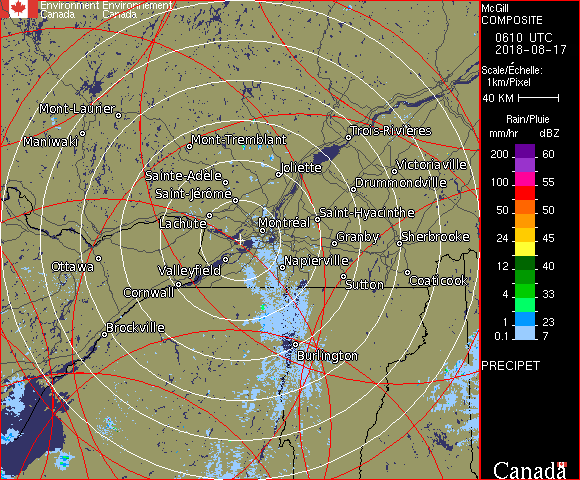 Environment Environnement
Canada Canada
McGill
COMPOSITE
0610 UTC
2018-08-17
Scale/Échelle:
1km/Pixel
40 KM
Rain/Pluie
mm/hr dBZ
200 60
150 57
100 55
50 50
24 45
12 40
4 33
1 23
0.1 7
PRECIPET
Canada
Mont-Laurier
Maniwaki
Mont-Tremblant
Trois-Rivières
Joliette
Victoriaville
Sainte-Adèle
Drummondville
Saint-Jérôme
Saint-Hyacinthe
Lachute
Montréal
Granby
Sherbrooke
Ottawa
Valleyfield
Napierville
Cornwall
Sutton
Coaticook
Brockville
Burlington